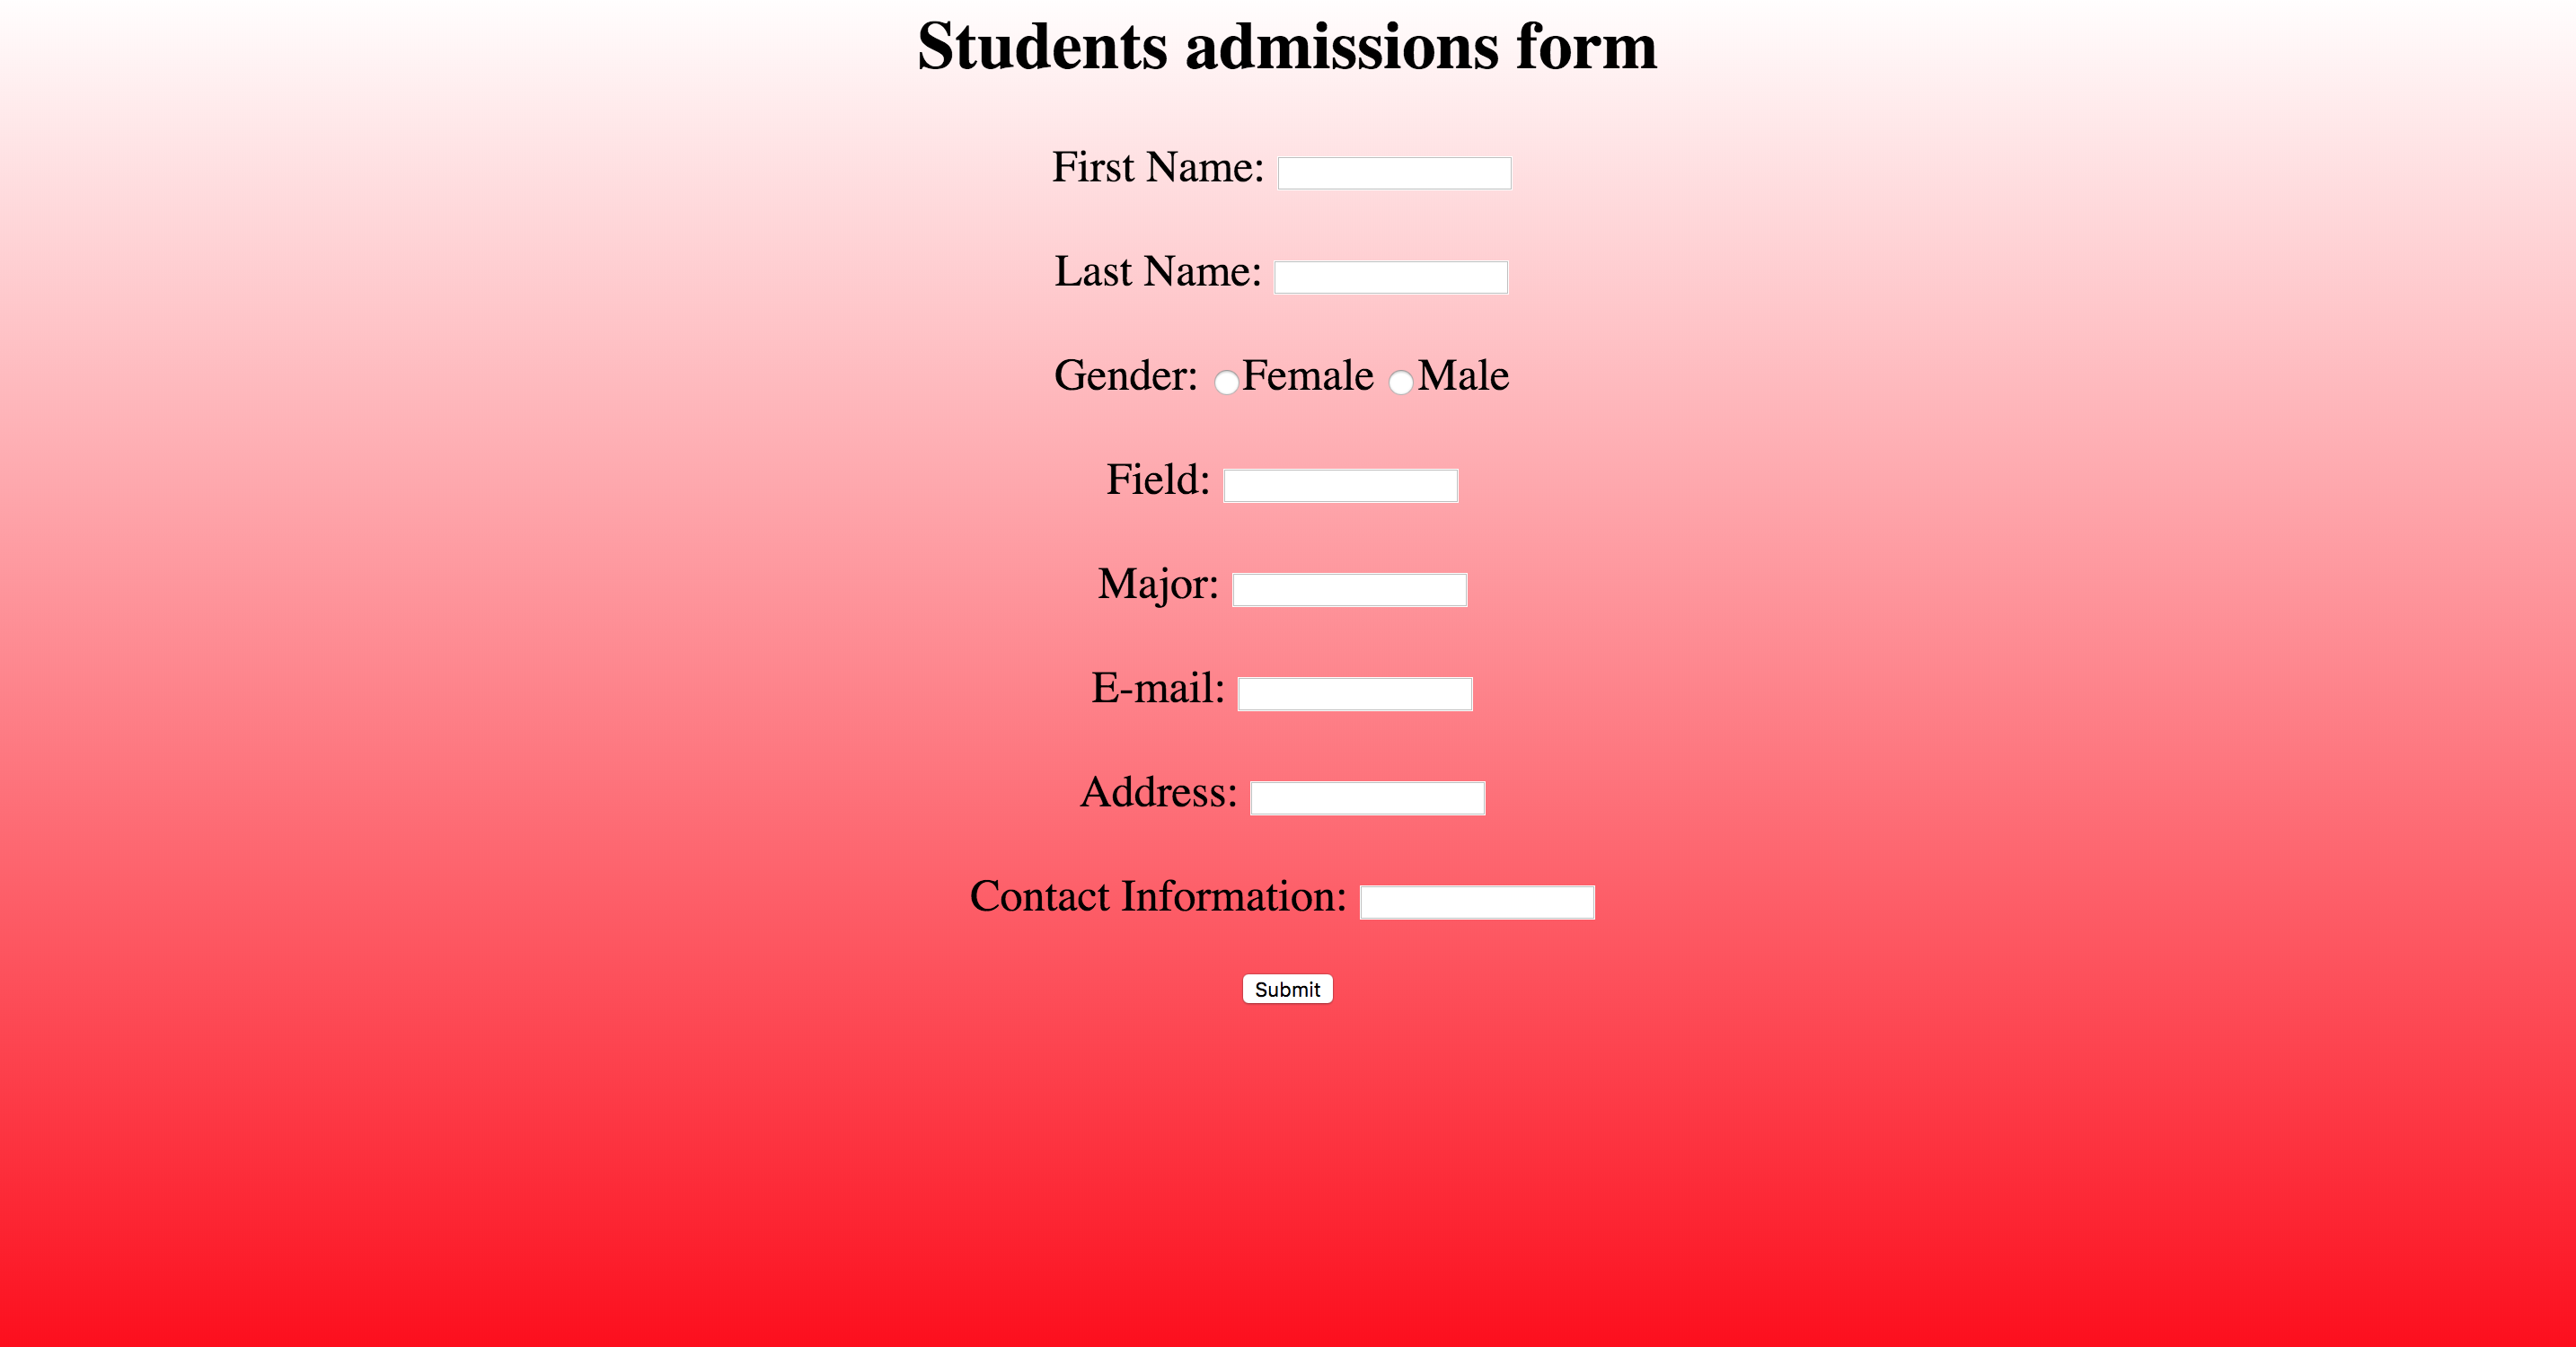 Students admissions form
First Name:
Last Name:
Gender: Female Male
Field:
Major:
E-mail:
Address:
Contact Information:
Submit